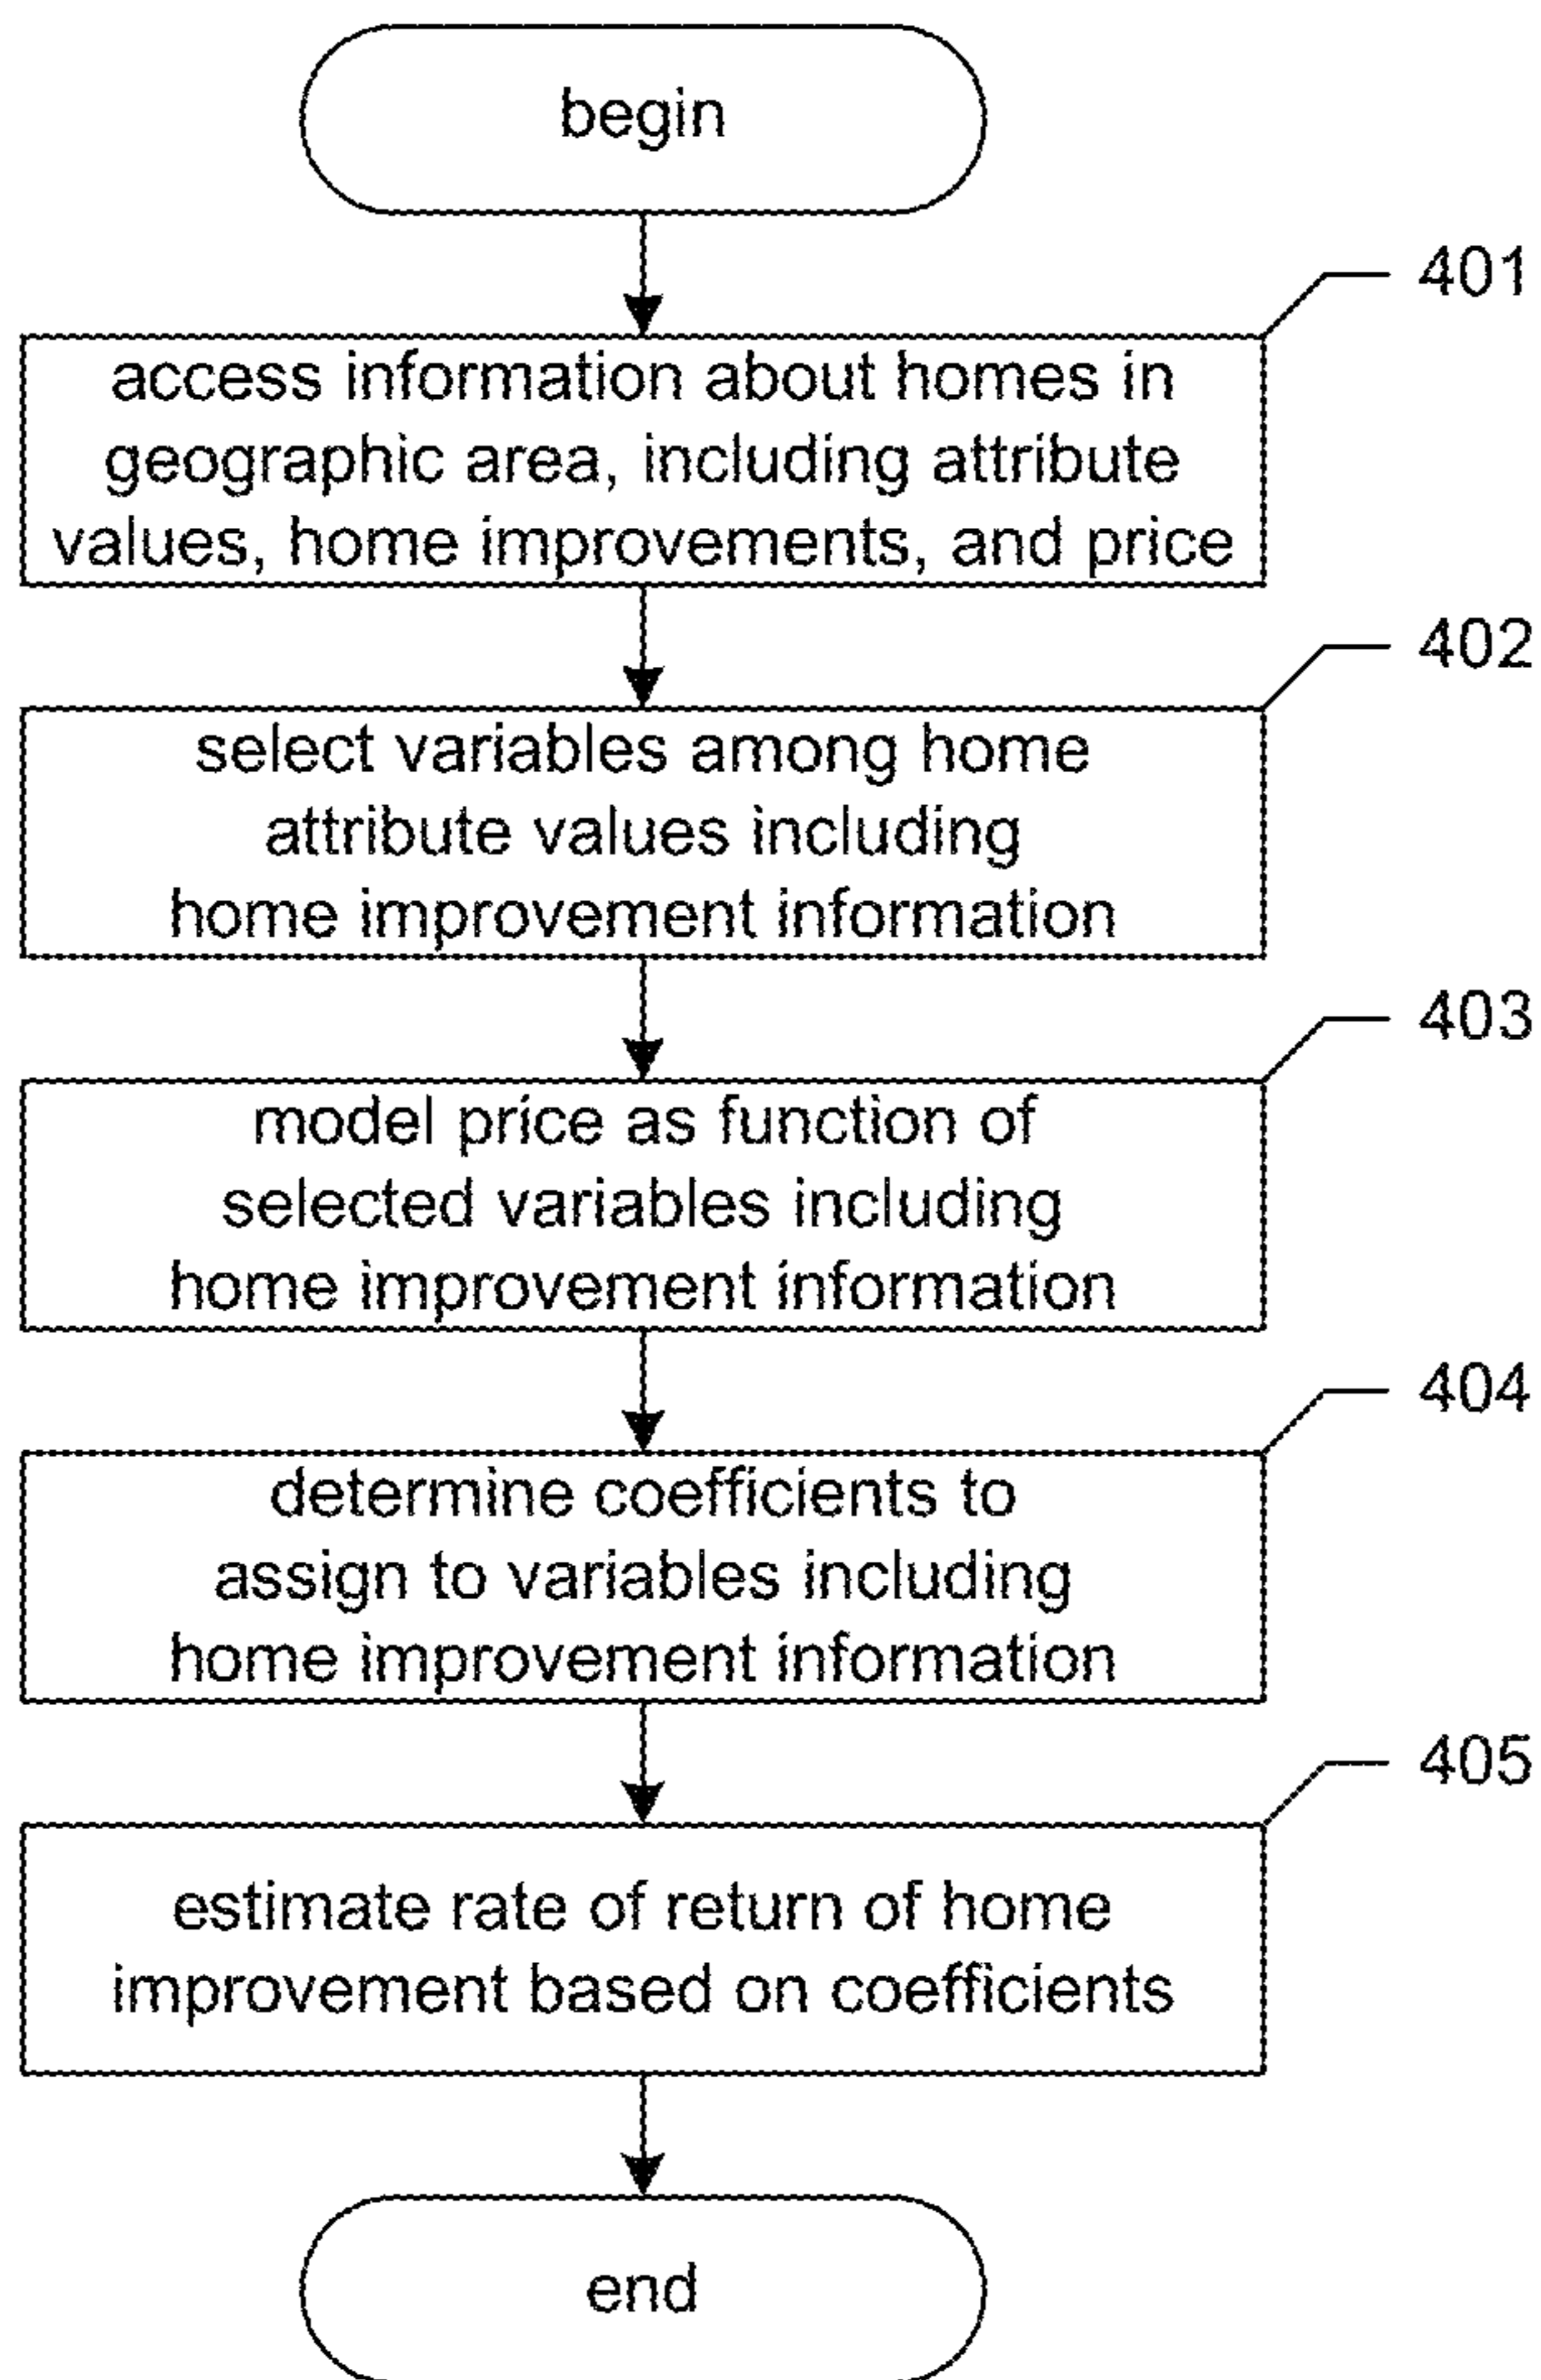 begin
401
access information about homes in
geographic area, including attribute
values, home improvements, and price
402
select variables among home
attribute values including
home improvement information
403
model price as function of
selected variables including
home improvement information
404
determine coefficients to
assign to variables including
home improvement information
405
estimate rate of return of home
improvement based on coefficients
end